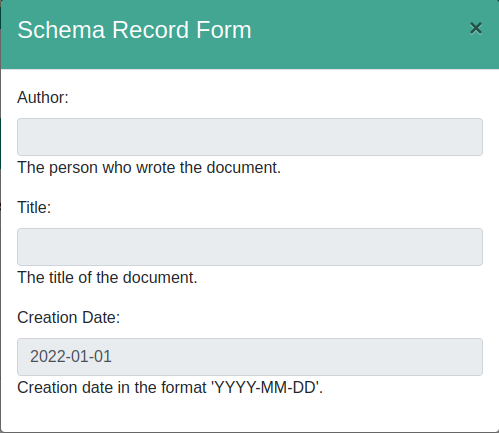 Schema Record Form
×
Author:
The person who wrote the document.
Title:
The title of the document.
Creation Date:
2022-01-01
Creation date in the format 'YYYY-MM-DD'.